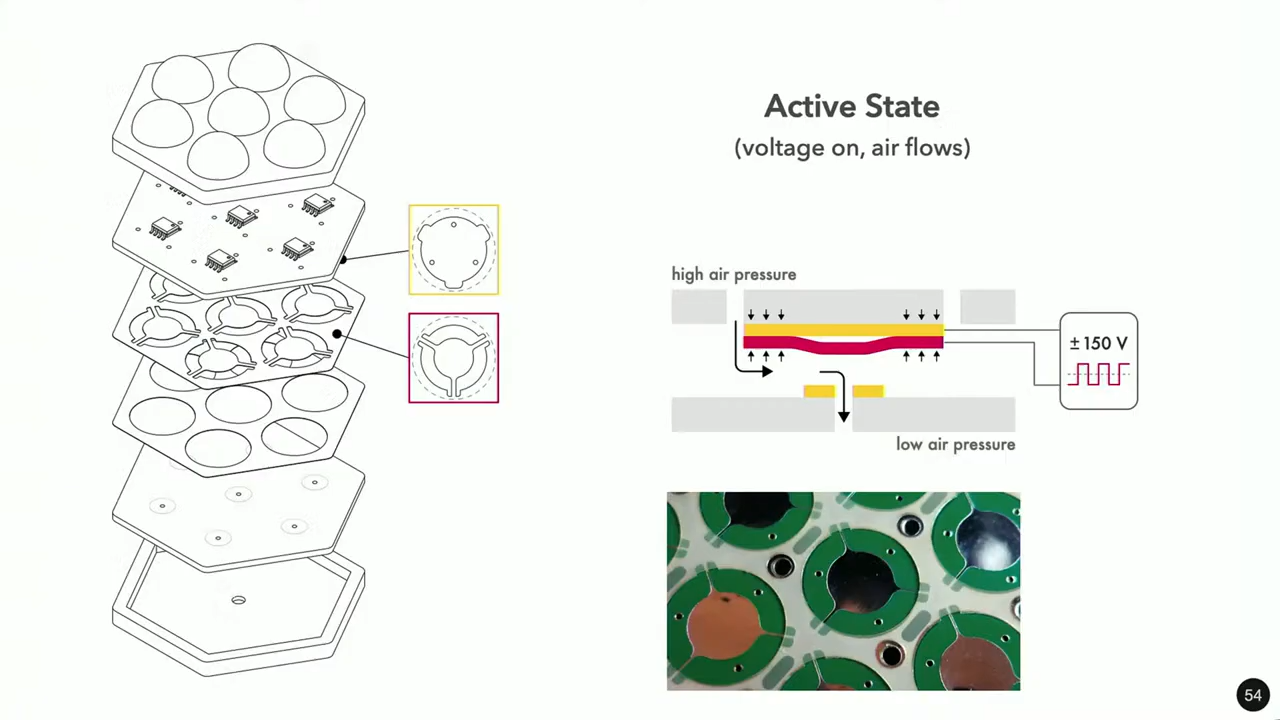 Active State
(voltage on, air flows)
high air pressure
± 150 V
low air pressure
54